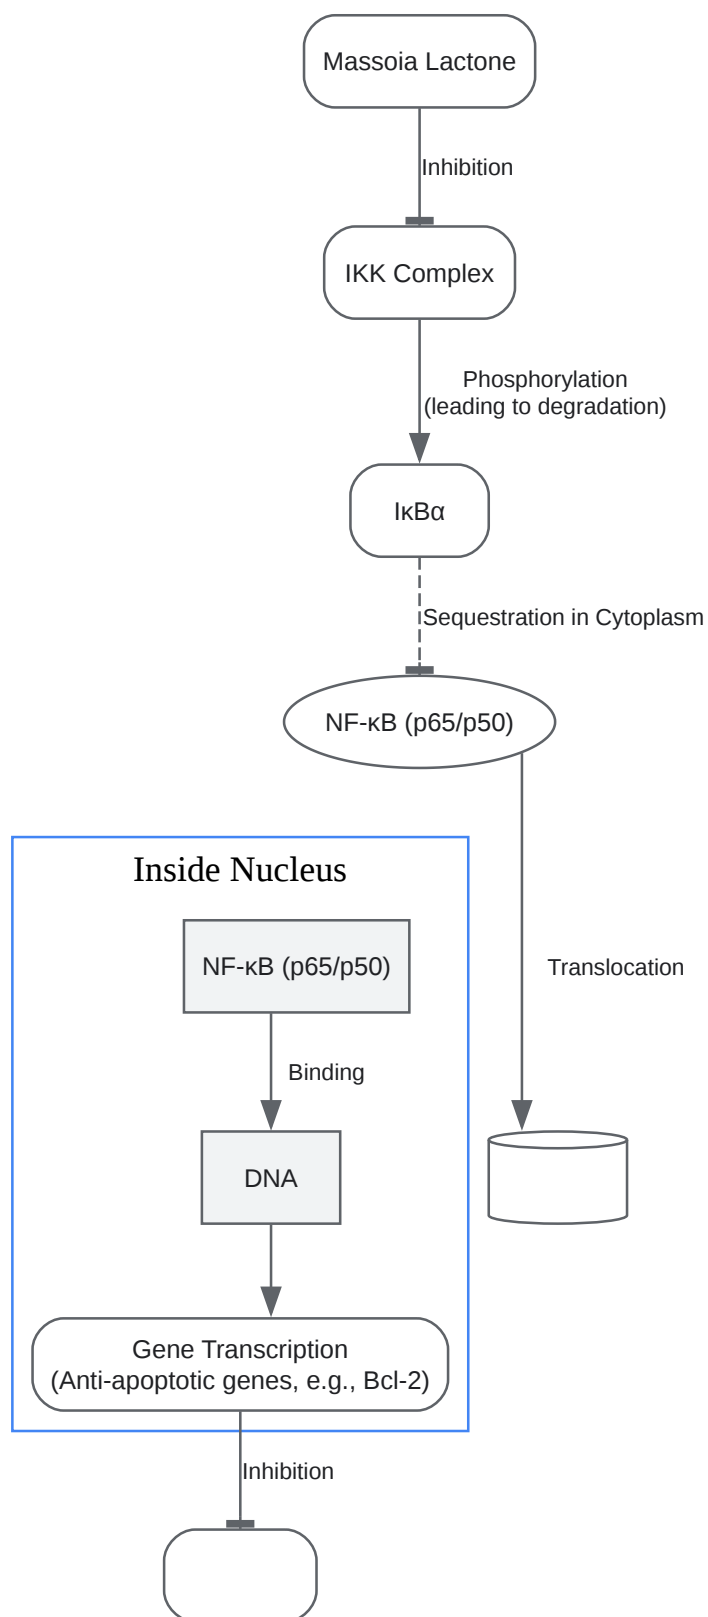 Massoia Lactone
Inhibition
IKK Complex
Phosphorylation
(leading to degradation)
IκBα
Sequestration in Cytoplasm
NF-κB (p65/p50)
Inside Nucleus
NF-κB (p65/p50)
Translocation
Binding
DNA
Gene Transcription
(Anti-apoptotic genes, e.g., Bcl-2)
Inhibition